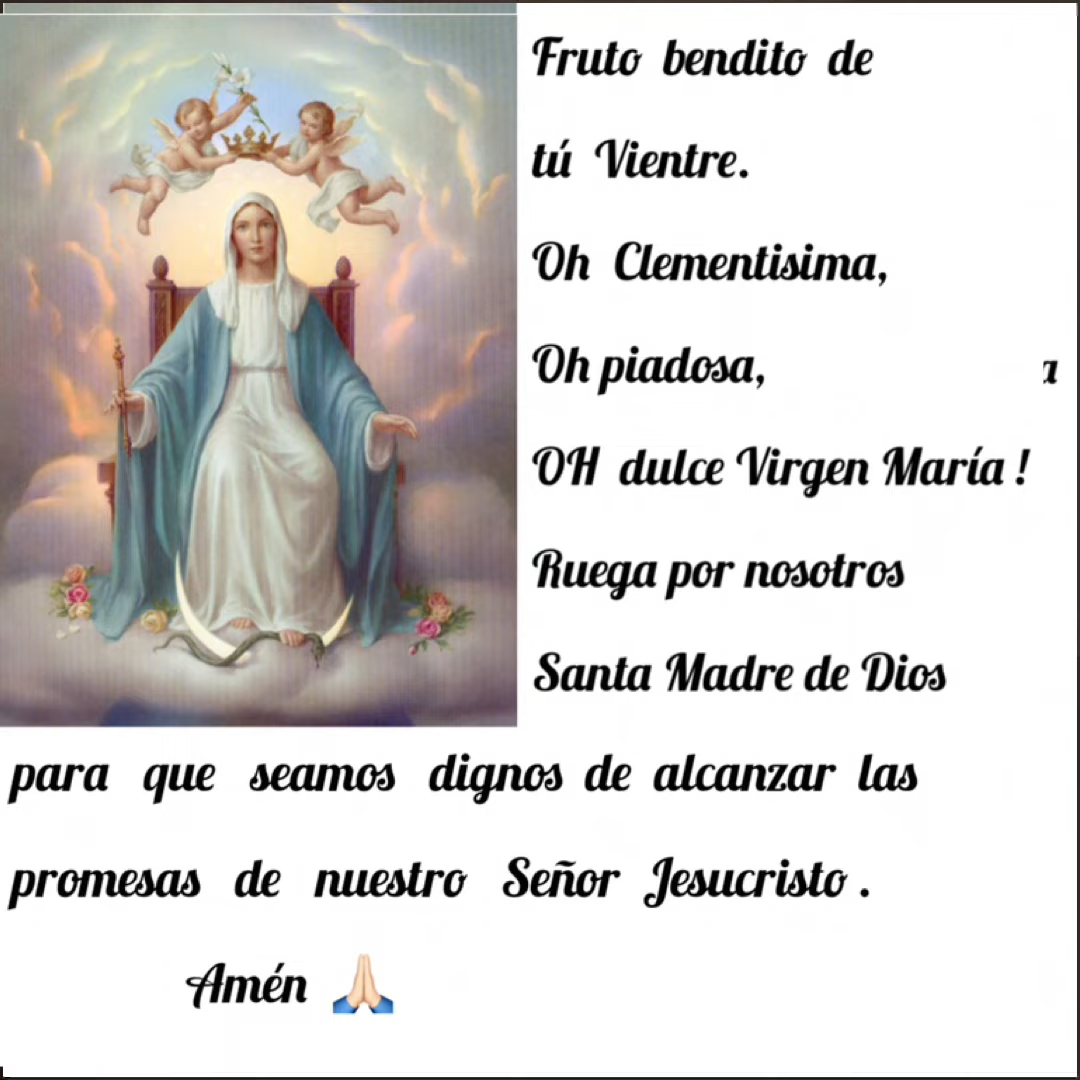 Fruto bendito de
tú Vientre.
Oh Clementisima,
Oh piadosa, a
OH dulce Virgen María !
Ruega por nosotros
Santa Madre de Dios
para que seamos dignos de alcanzar las
promesas de nuestro Señor Jesucristo .
Amén 🙏🏻